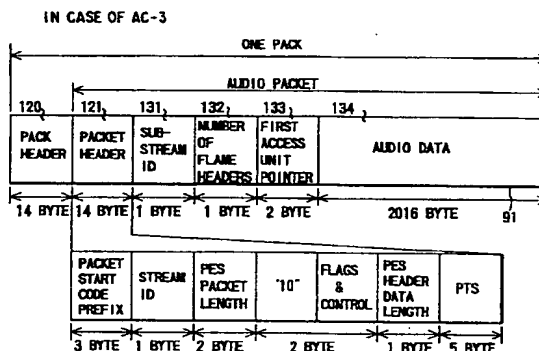 IN CASE OF AC-3
ONE PACK
AUDIO PACKET
120 121 131 132 133 134
PACK HEADER
PACKET HEADER
SUB-STREAM ID
NUMBER OF FLAME HEADERS
FIRST ACCESS UNIT POINTER
AUDIO DATA
14 BYTE 14 BYTE 1 BYTE 1 BYTE 2 BYTE 2016 BYTE 91
PACKET START CODE PREFIX
STREAM ID
PES PACKET LENGTH
"10"
FLAGS & CONTROL
PES HEADER DATA LENGTH
PTS
3 BYTE 1 BYTE 2 BYTE 2 BYTE 1 BYTE 5 BYTE